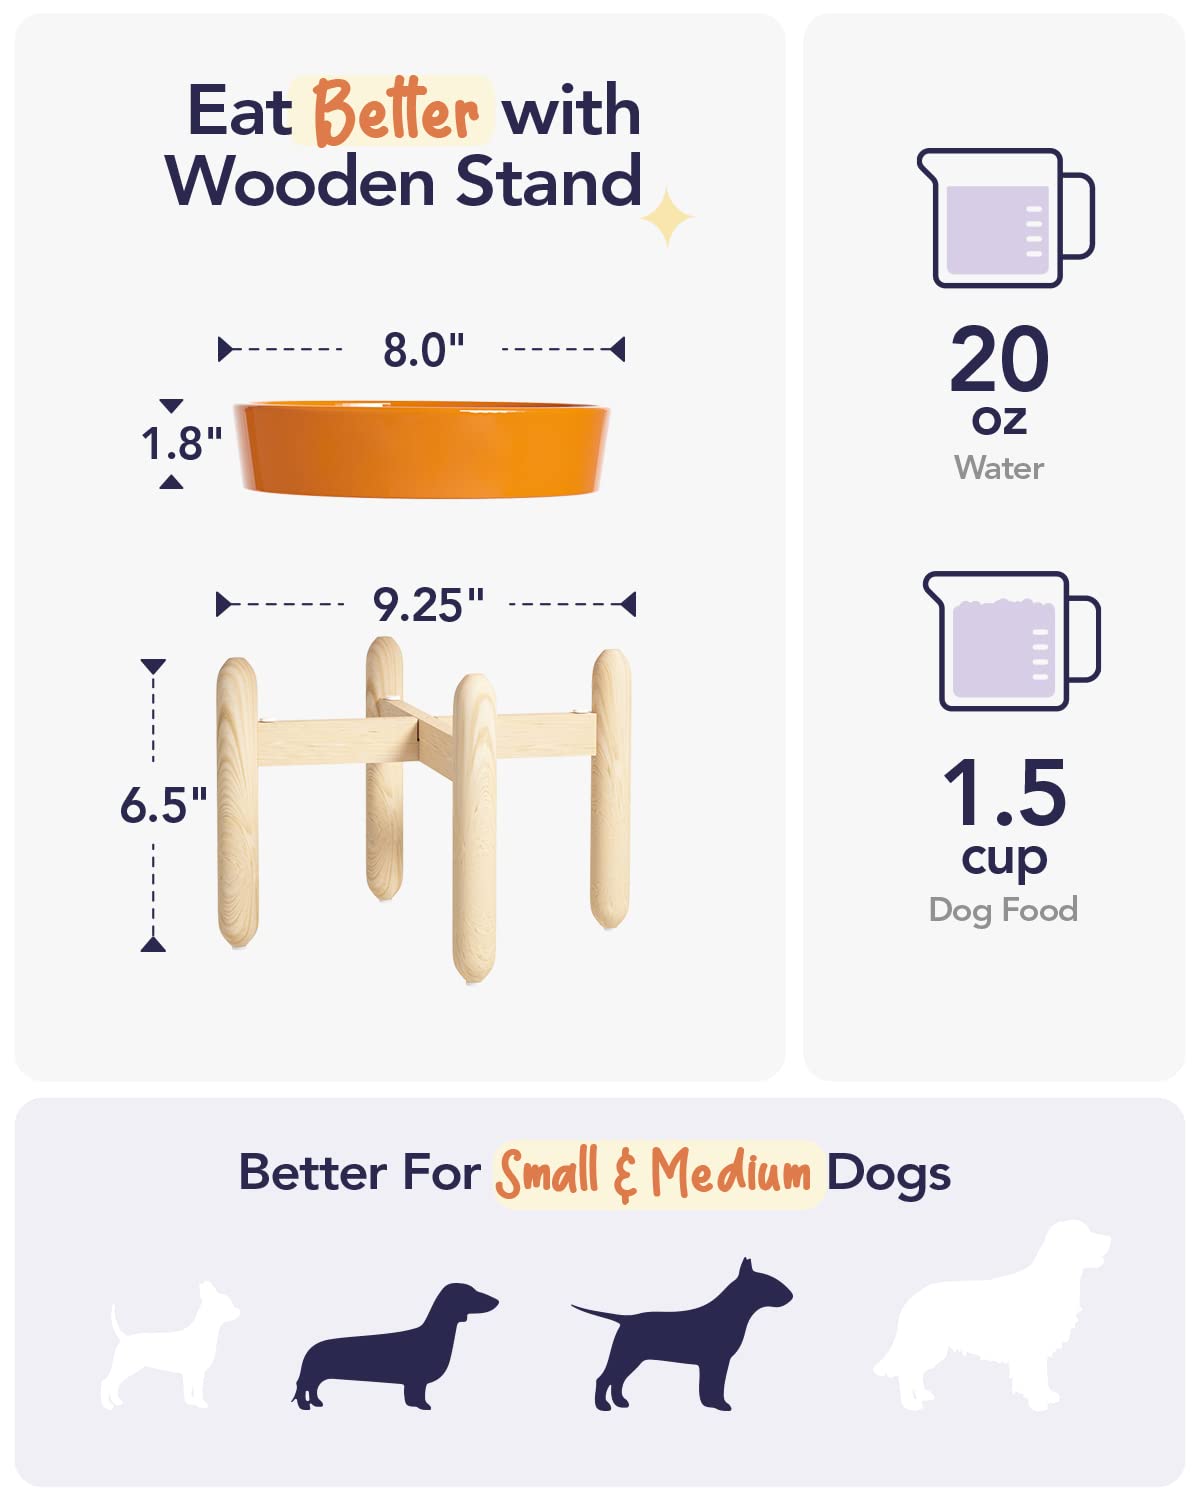 Eat Better with
Wooden Stand
8.0"
1.8"
9.25"
6.5"
20
oz
Water
1.5
cup
Dog Food
Better For Small & Medium Dogs